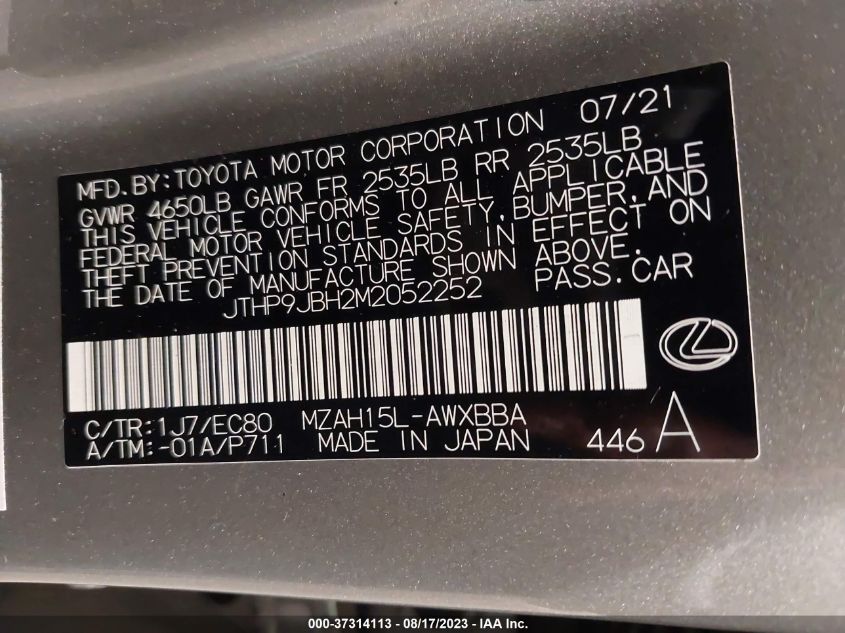 MFD. BY: TOYOTA MOTOR CORPORATION 07/21
GVWR 4650LB GAWR FR 2535LB RR 2535LB
THIS VEHICLE CONFORMS TO ALL APPLICABLE
FEDERAL MOTOR VEHICLE SAFETY, BUMPER, AND
THEFT PREVENTION STANDARDS IN EFFECT ON
THE DATE OF MANUFACTURE SHOWN ABOVE.
JTHP9JBH2M2052252 PASS. CAR
C/TR: 1J7/EC80 MZAH15L-AWXBBA
A/TM: -01A/P711 MADE IN JAPAN 446 A
000-37314113 - 08/17/2023 - IAA Inc.